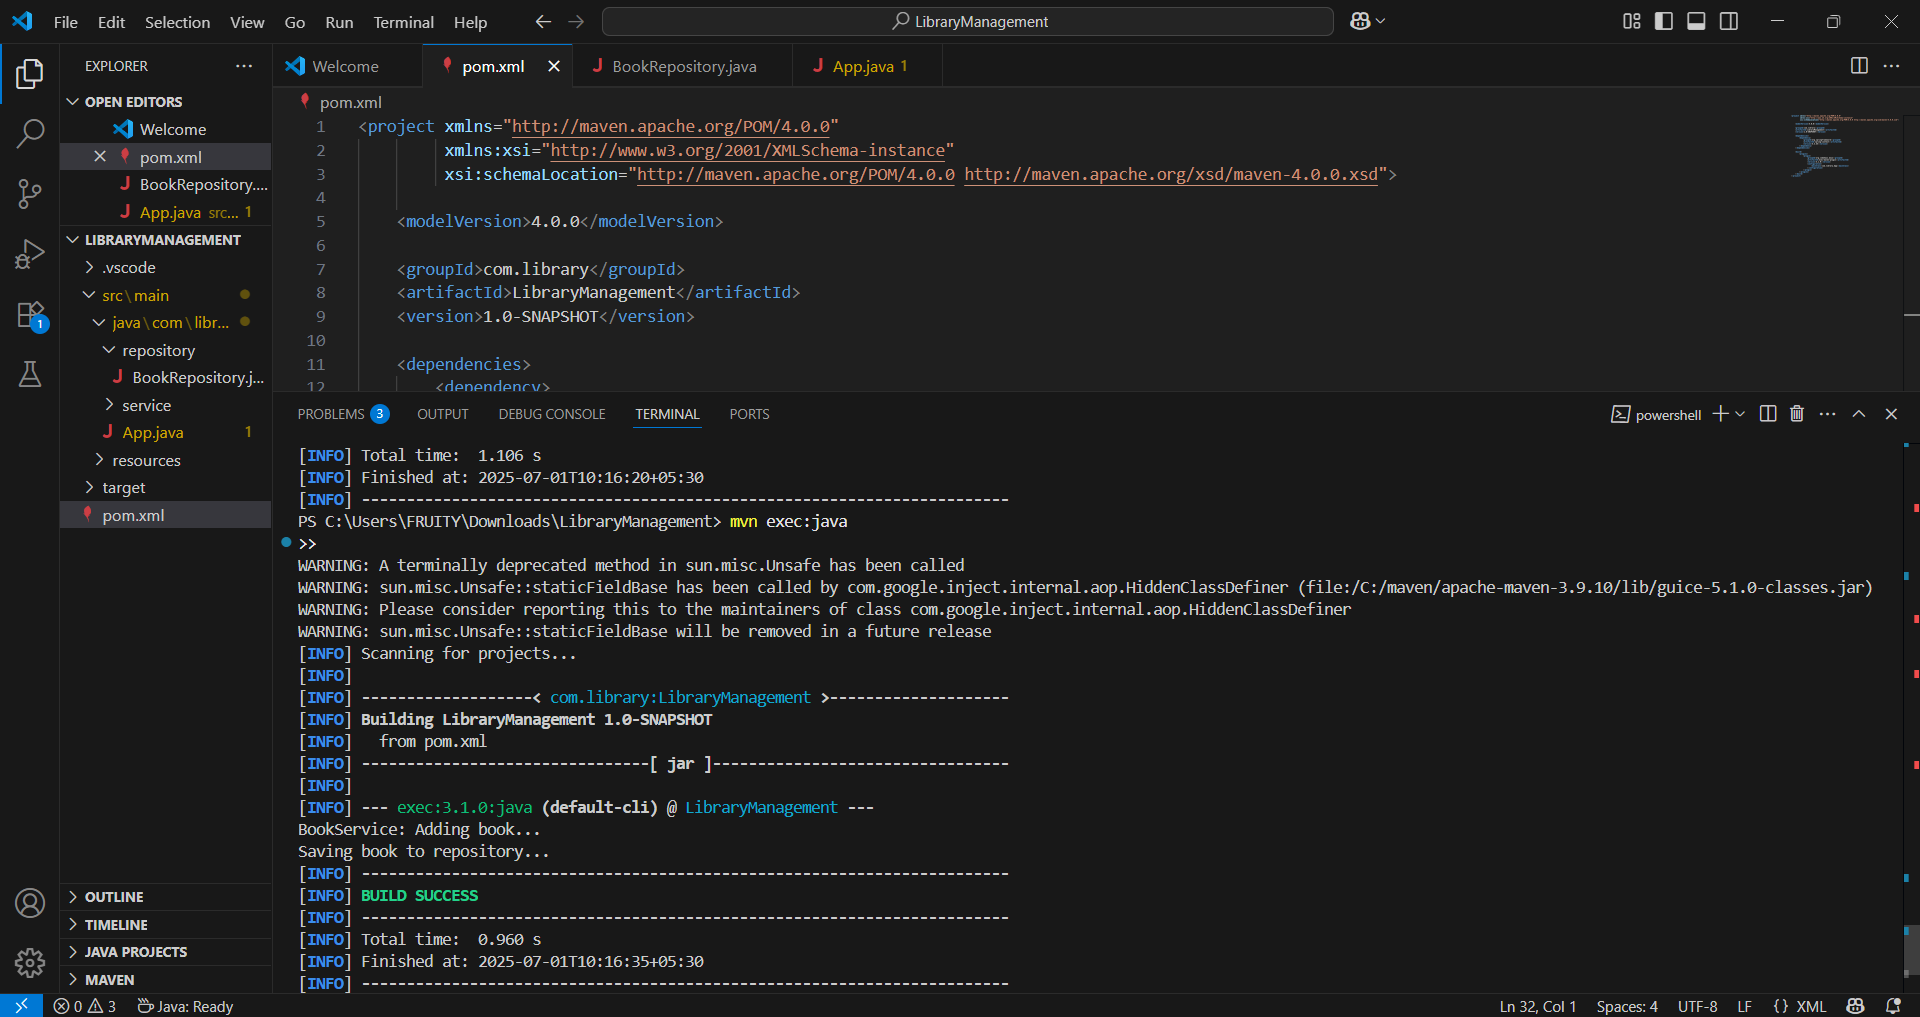 File Edit Selection View Go Run Terminal Help
LibraryManagement
EXPLORER
OPEN EDITORS
Welcome
pom.xml
BookRepository....
App.java src... 1
LIBRARYMANAGEMENT
.vscode
src\main
java\com\libr...
repository
BookRepository.j...
service
App.java 1
resources
target
pom.xml
OUTLINE
TIMELINE
JAVA PROJECTS
MAVEN
1
Welcome pom.xml BookRepository.java App.java 1
pom.xml
1 <project xmlns="http://maven.apache.org/POM/4.0.0"
2 xmlns:xsi="http://www.w3.org/2001/XMLSchema-instance"
3 xsi:schemaLocation="http://maven.apache.org/POM/4.0.0 http://maven.apache.org/xsd/maven-4.0.0.xsd">
4
5 <modelVersion>4.0.0</modelVersion>
6
7 <groupId>com.library</groupId>
8 <artifactId>LibraryManagement</artifactId>
9 <version>1.0-SNAPSHOT</version>
10
11 <dependencies>
12 <dependency>
PROBLEMS 3 OUTPUT DEBUG CONSOLE TERMINAL PORTS
powershell
[INFO] Total time:  1.106 s
[INFO] Finished at: 2025-07-01T10:16:20+05:30
[INFO] ------------------------------------------------------------------------
PS C:\Users\FRUITY\Downloads\LibraryManagement> mvn exec:java
>>
WARNING: A terminally deprecated method in sun.misc.Unsafe has been called
WARNING: sun.misc.Unsafe::staticFieldBase has been called by com.google.inject.internal.aop.HiddenClassDefiner (file:/C:/maven/apache-maven-3.9.10/lib/guice-5.1.0-classes.jar)
WARNING: Please consider reporting this to the maintainers of class com.google.inject.internal.aop.HiddenClassDefiner
WARNING: sun.misc.Unsafe::staticFieldBase will be removed in a future release
[INFO] Scanning for projects...
[INFO]
[INFO] -------------------< com.library:LibraryManagement >--------------------
[INFO] Building LibraryManagement 1.0-SNAPSHOT
[INFO]   from pom.xml
[INFO] --------------------------------[ jar ]---------------------------------
[INFO]
[INFO] --- exec:3.1.0:java (default-cli) @ LibraryManagement ---
BookService: Adding book...
Saving book to repository...
[INFO] ------------------------------------------------------------------------
[INFO] BUILD SUCCESS
[INFO] ------------------------------------------------------------------------
[INFO] Total time:  0.960 s
[INFO] Finished at: 2025-07-01T10:16:35+05:30
[INFO] ------------------------------------------------------------------------
0 3 Java: Ready
Ln 32, Col 1 Spaces: 4 UTF-8 LF {} XML